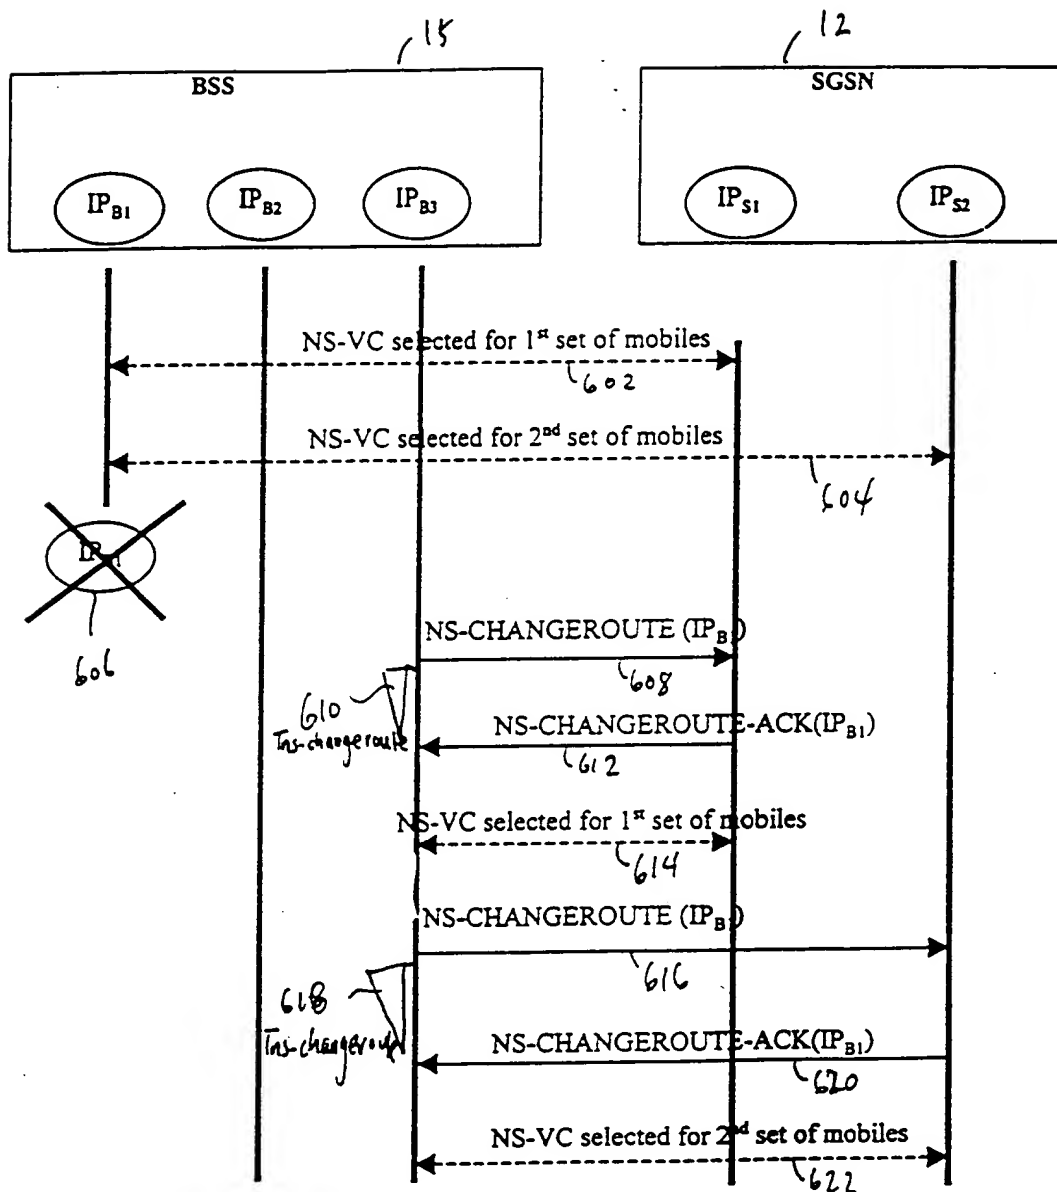 15
12
BSS
SGSN
IP_B1
IP_B2
IP_B3
IP_S1
IP_S2
NS-VC selected for 1st set of mobiles
602
NS-VC selected for 2nd set of mobiles
604
IP
606
NS-CHANGEROUTE (IP_B1)
608
610
Tns-changeroute
NS-CHANGEROUTE-ACK(IP_B1)
612
NS-VC selected for 1st set of mobiles
614
NS-CHANGEROUTE (IP_B1)
616
618
Tns-changeroute
NS-CHANGEROUTE-ACK(IP_B1)
620
NS-VC selected for 2nd set of mobiles
622